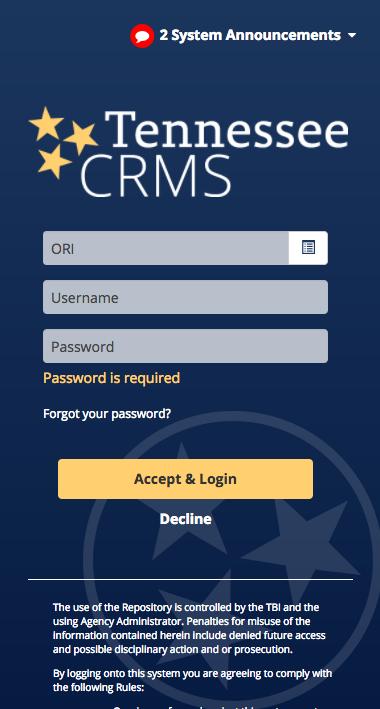 2 System Announcements
Tennessee
CRMS
ORI
Username
Password
Password is required
Forgot your password?
Accept & Login
Decline
The use of the Repository is controlled by the TBI and the
using Agency Administrator. Penalties for misuse of the
information contained herein include denied future access
and possible disciplinary action and or prosecution.
By logging onto this system you are agreeing to comply with
the following Rules: